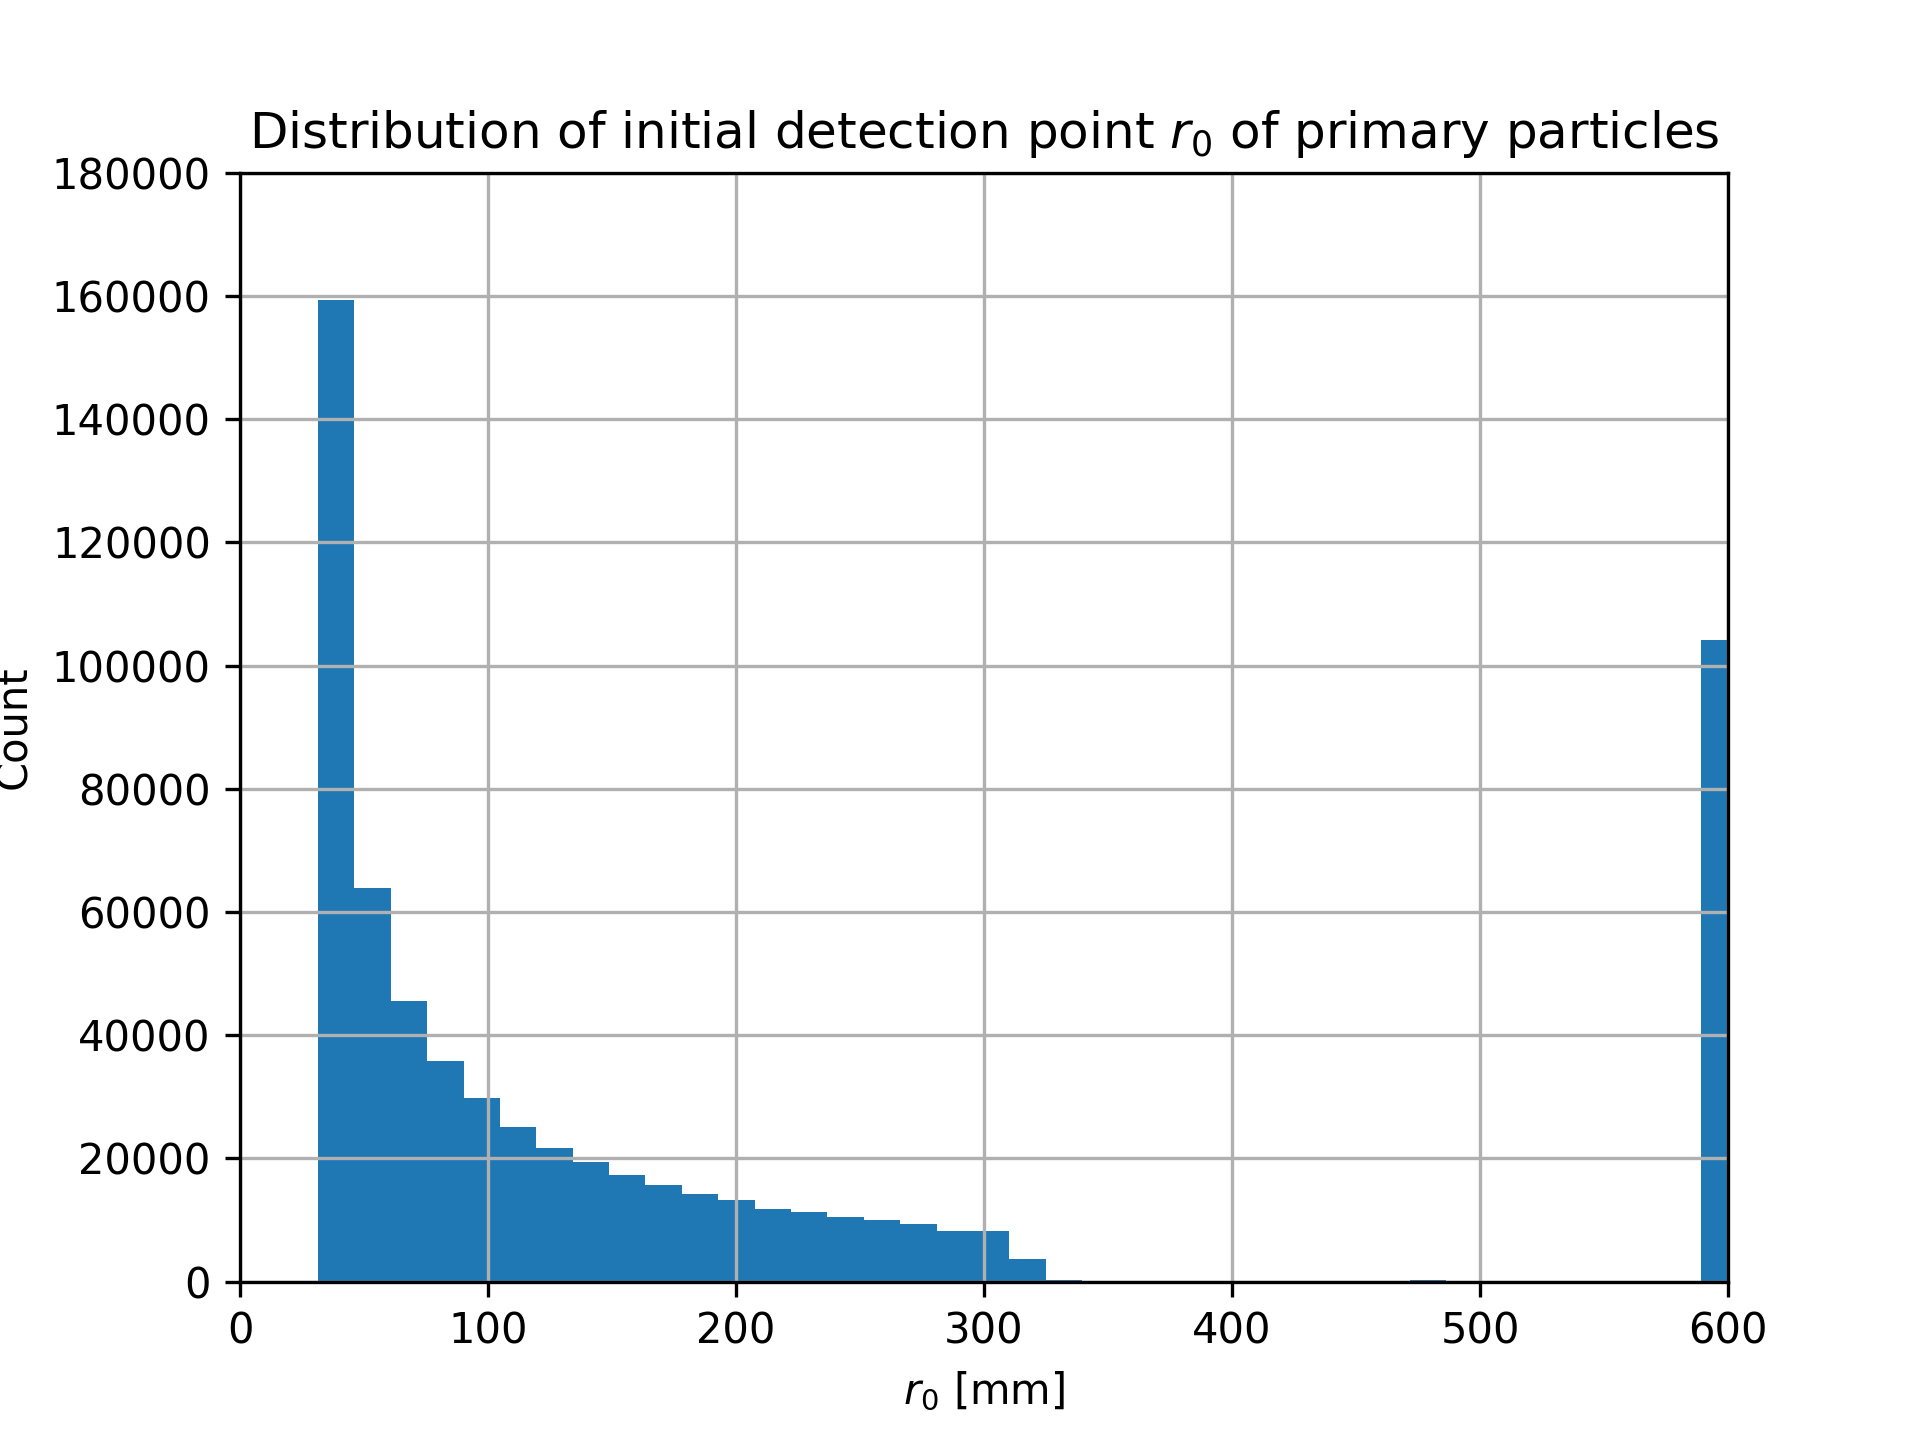 Distribution of initial detection point r₀ of primary particles
180000
160000
140000
120000
100000
80000
60000
40000
20000
0
Count
0 100 200 300 400 500 600
r₀ [mm]